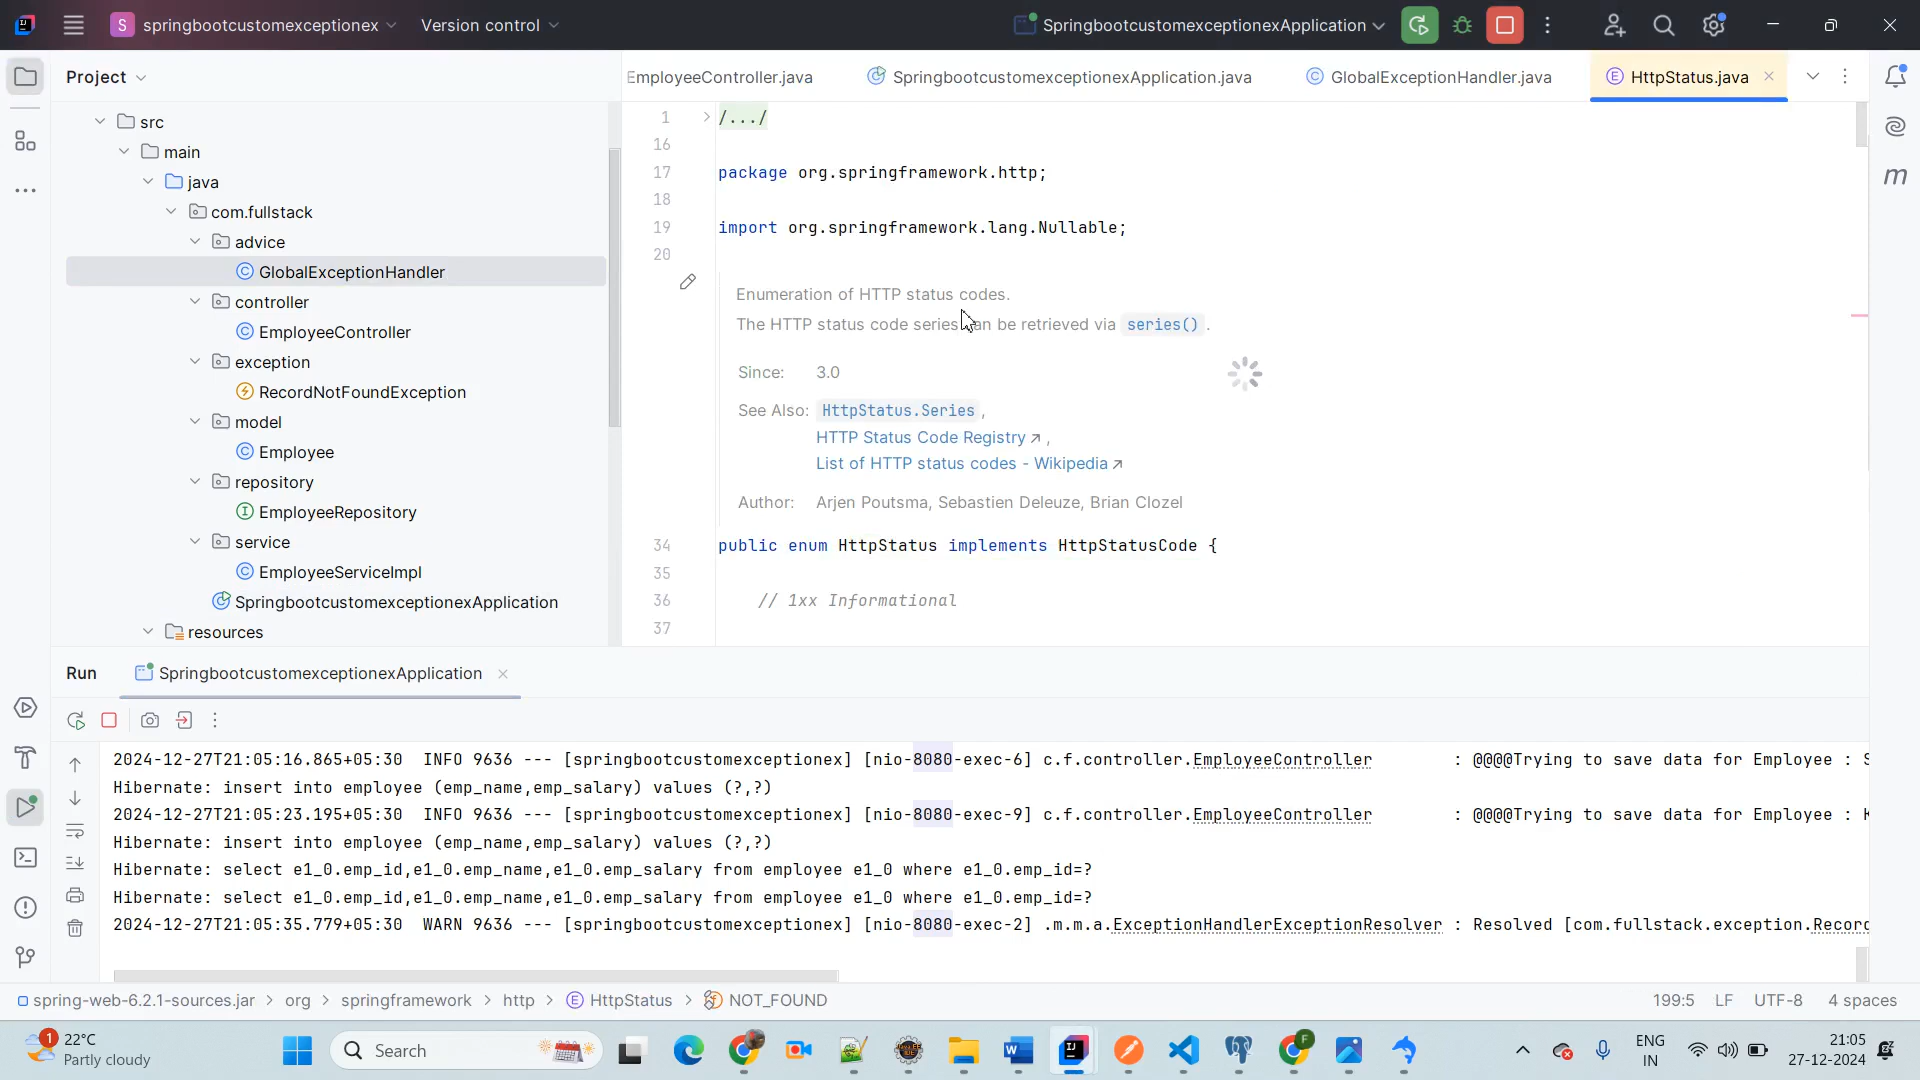 S springbootcustomexceptionex Version control SpringbootcustomexceptionexApplication
Project
src
main
java
com.fullstack
advice
GlobalExceptionHandler
controller
EmployeeController
exception
RecordNotFoundException
model
Employee
repository
EmployeeRepository
service
EmployeeServiceImpl
SpringbootcustomexceptionexApplication
resources
EmployeeController.java SpringbootcustomexceptionexApplication.java GlobalExceptionHandler.java HttpStatus.java
1 /.../
16
17 package org.springframework.http;
18
19 import org.springframework.lang.Nullable;
20
Enumeration of HTTP status codes.
The HTTP status code series can be retrieved via series() .
Since: 3.0
See Also: HttpStatus.Series ,
HTTP Status Code Registry ↗ ,
List of HTTP status codes - Wikipedia ↗
Author: Arjen Poutsma, Sebastien Deleuze, Brian Clozel
34 public enum HttpStatus implements HttpStatusCode {
35
36 // 1xx Informational
37
Run SpringbootcustomexceptionexApplication
2024-12-27T21:05:16.865+05:30 INFO 9636 --- [springbootcustomexceptionex] [nio-8080-exec-6] c.f.controller.EmployeeController : @@@@Trying to save data for Employee : S
Hibernate: insert into employee (emp_name,emp_salary) values (?,?)
2024-12-27T21:05:23.195+05:30 INFO 9636 --- [springbootcustomexceptionex] [nio-8080-exec-9] c.f.controller.EmployeeController : @@@@Trying to save data for Employee : K
Hibernate: insert into employee (emp_name,emp_salary) values (?,?)
Hibernate: select e1_0.emp_id,e1_0.emp_name,e1_0.emp_salary from employee e1_0 where e1_0.emp_id=?
Hibernate: select e1_0.emp_id,e1_0.emp_name,e1_0.emp_salary from employee e1_0 where e1_0.emp_id=?
2024-12-27T21:05:35.779+05:30 WARN 9636 --- [springbootcustomexceptionex] [nio-8080-exec-2] .m.m.a.ExceptionHandlerExceptionResolver : Resolved [com.fullstack.exception.Record
spring-web-6.2.1-sources.jar > org > springframework > http > HttpStatus > NOT_FOUND 199:5 LF UTF-8 4 spaces
1 22°C
Partly cloudy
Search
ENG
IN
21:05
27-12-2024